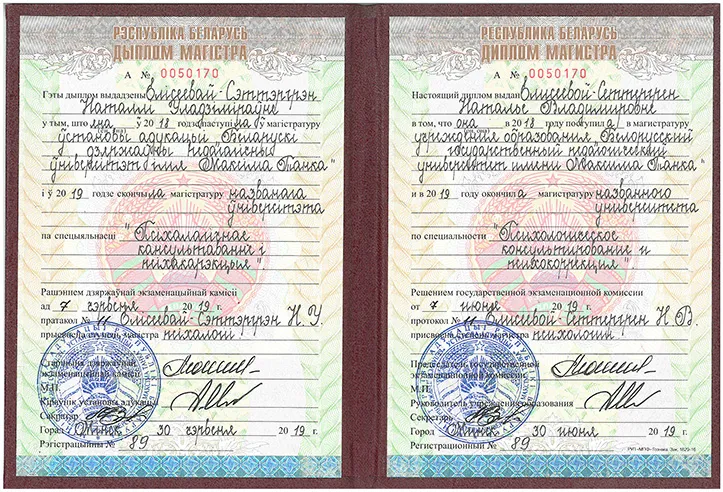 РЭСПУБЛІКА БЕЛАРУСЬ
ДЫПЛОМ МАГІСТРА
А № 0050170
Гэты дыплом выдадзены Елісеевай-Сэттэргрэн
Наталлі Уладзіміраўне
у тым, што яна ў 2018 годзе паступіла ў магістратуру
ўстановы адукацыі "Беларускі
дзяржаўны педагагічны
ўніверсітэт імя Максіма Танка"
і ў 2019 годзе скончыла магістратуру названага
ўніверсітэта
па спецыяльнасці "Псіхалагічнае
кансультаванне і
псіхакарэкцыя".
Рашэннем дзяржаўнай экзаменацыйнай камісіі
ад 7 чэрвеня 2019 г.
пратакол № 11 Елісеевай-Сэттэргрэн Н. У.
прысвоена ступень магістра псіхалогіі
Старшыня дзяржаўнай
экзаменацыйнай камісіі
М.П.
Кіраўнік установы адукацыі
Сакратар
Горад Мінск 30 чэрвеня 2019 г.
Рэгістрацыйны № 89
РЕСПУБЛИКА БЕЛАРУСЬ
ДИПЛОМ МАГИСТРА
А № 0050170
Настоящий диплом выдан Елисеевой-Сеттергрен
Наталье Владимировне
в том, что она в 2018 году поступила в магистратуру
учреждения образования "Белорусский
государственный педагогический
университет имени Максима Танка"
и в 2019 году окончила магистратуру названного
университета
по специальности "Психологическое
консультирование и
психокоррекция".
Решением государственной экзаменационной комиссии
от 7 июня 2019 г.
протокол № 11 Елисеевой-Сеттергрен Н. В.
присвоена степень магистра психологии
Председатель государственной
экзаменационной комиссии
М.П.
Руководитель учреждения образования
Секретарь
Город Минск 30 июня 2019 г.
Регистрационный № 89